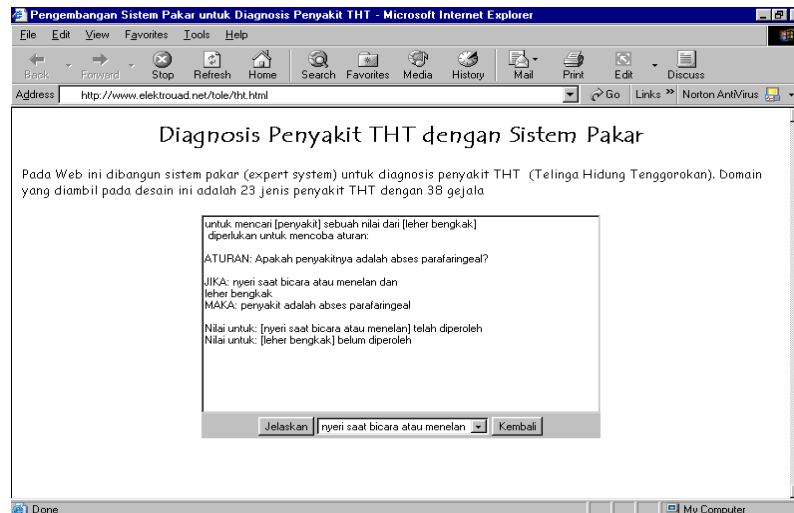 Pengembangan Sistem Pakar untuk Diagnosis Penyakit THT - Microsoft Internet Explorer
File Edit View Favorites Tools Help
Back Forward Stop Refresh Home Search Favorites Media History Mail Print Edit Discuss
Address http://www.elektrouad.net/tole/tht.html Go Links » Norton AntiVirus
Diagnosis Penyakit THT dengan Sistem Pakar
Pada Web ini dibangun sistem pakar (expert system) untuk diagnosis penyakit THT (Telinga Hidung Tenggorokan). Domain
yang diambil pada desain ini adalah 23 jenis penyakit THT dengan 38 gejala
untuk mencari [penyakit] sebuah nilai dari [leher bengkak]
diperlukan untuk mencoba aturan:
ATURAN: Apakah penyakitnya adalah abses parafaringeal?
JIKA: nyeri saat bicara atau menelan dan
leher bengkak
MAKA: penyakit adalah abses parafaringeal
Nilai untuk: [nyeri saat bicara atau menelan] telah diperoleh
Nilai untuk: [leher bengkak] belum diperoleh
Jelaskan nyeri saat bicara atau menelan Kembali
Done My Computer